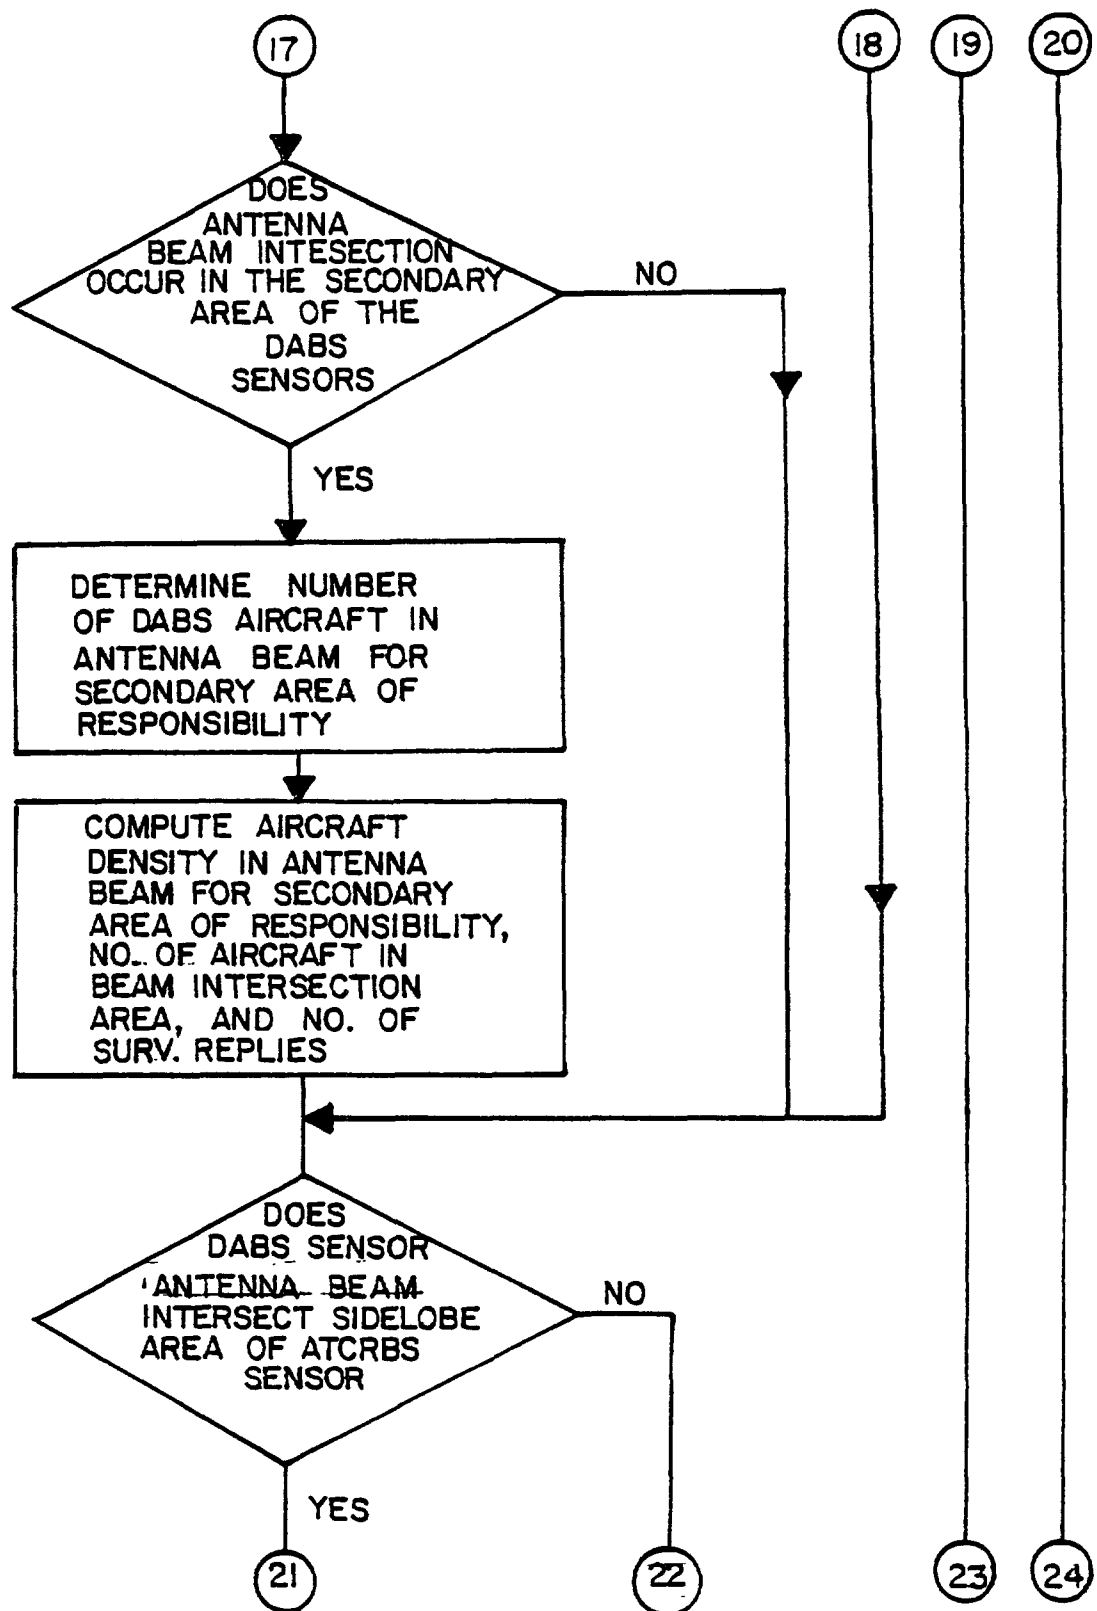 17
18
19
20
DOES
ANTENNA
BEAM INTESECTION
OCCUR IN THE SECONDARY
AREA OF THE
DABS
SENSORS
NO
YES
DETERMINE NUMBER
OF DABS AIRCRAFT IN
ANTENNA BEAM FOR
SECONDARY AREA OF
RESPONSIBILITY
COMPUTE AIRCRAFT
DENSITY IN ANTENNA
BEAM FOR SECONDARY
AREA OF RESPONSIBILITY,
NO. OF AIRCRAFT IN
BEAM INTERSECTION
AREA, AND NO. OF
SURV. REPLIES
DOES
DABS SENSOR
ANTENNA BEAM
INTERSECT SIDELOBE
AREA OF ATCRBS
SENSOR
NO
YES
21
22
23
24